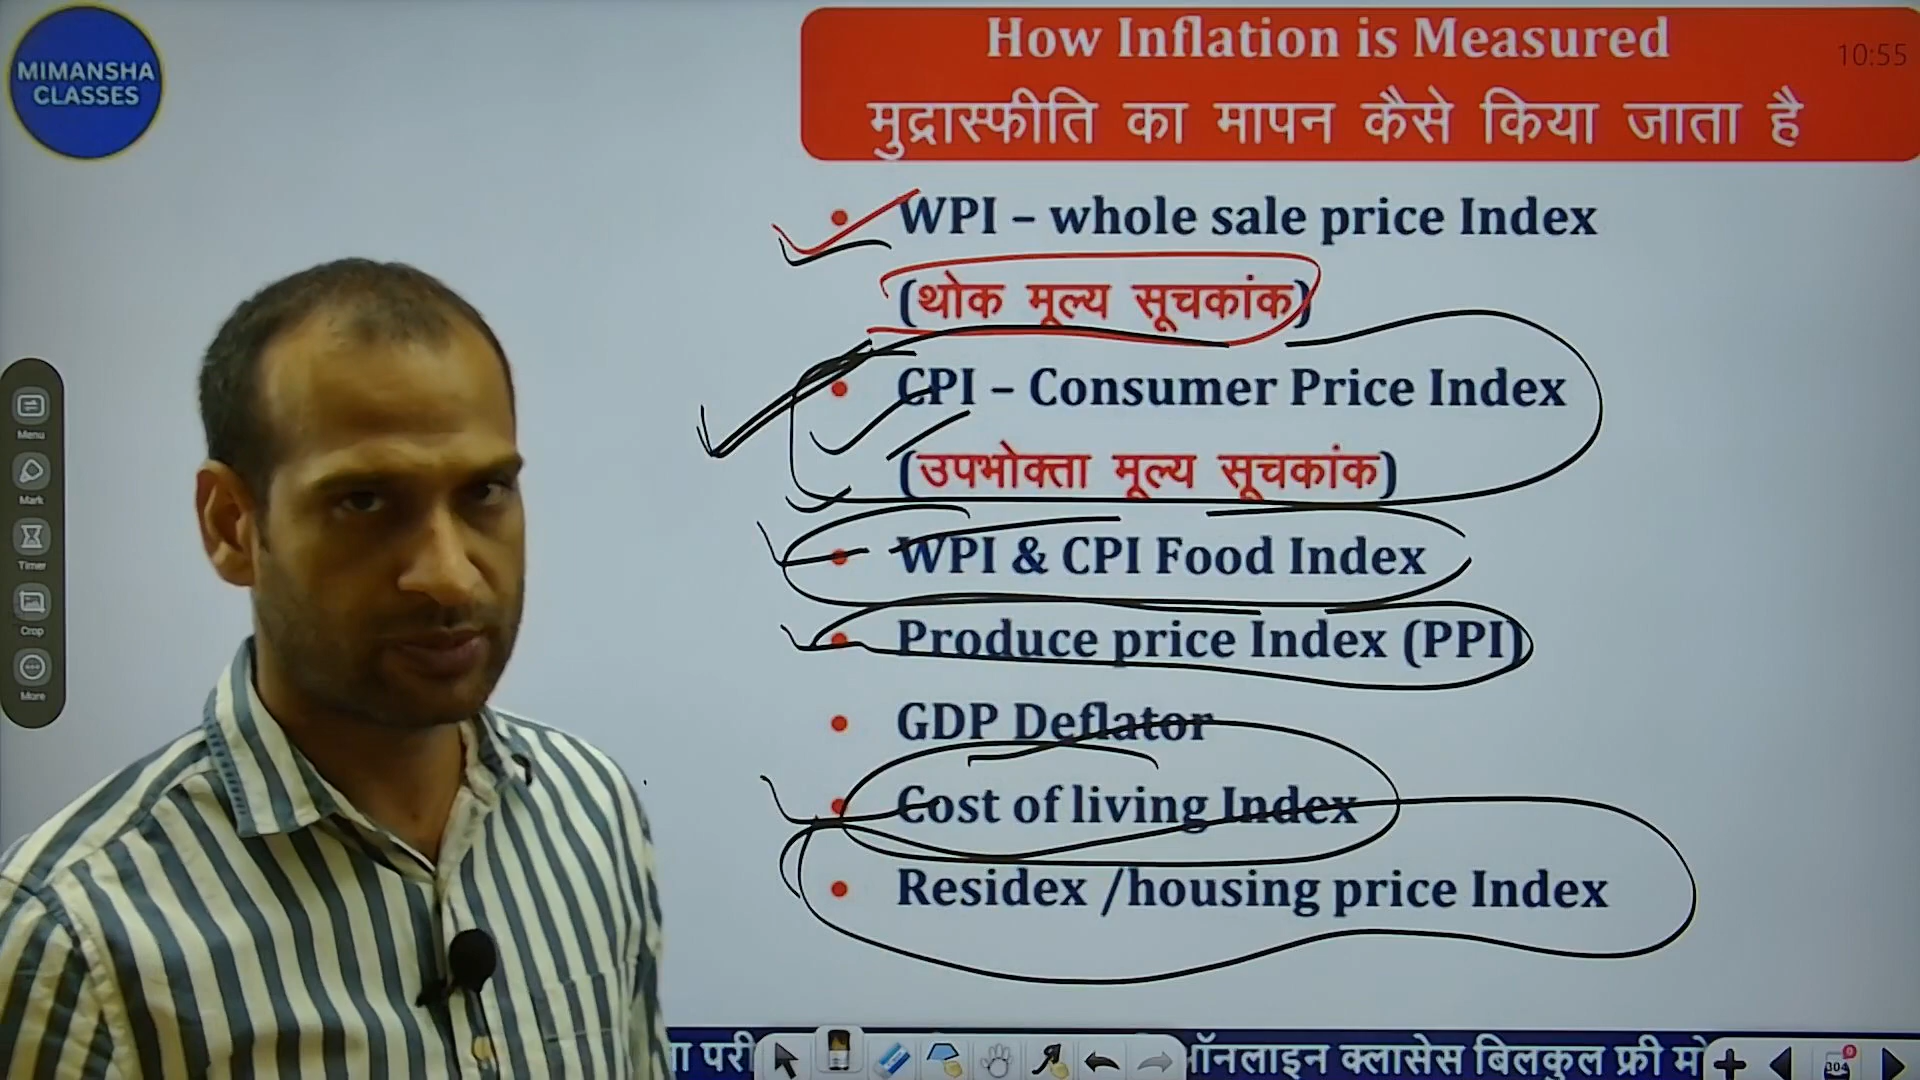 MIMANSHA
CLASSES
How Inflation is Measured
10:55
मुद्रास्फीति का मापन कैसे किया जाता है
• WPI – whole sale price Index
(थोक मूल्य सूचकांक)
• CPI – Consumer Price Index
(उपभोक्ता मूल्य सूचकांक)
• WPI & CPI Food Index
• Produce price Index (PPI)
• GDP Deflator
• Cost of living Index
• Residex /housing price Index
Menu
Mark
Timer
Crop
More
क्लासेस बिलकुल फ्री
304